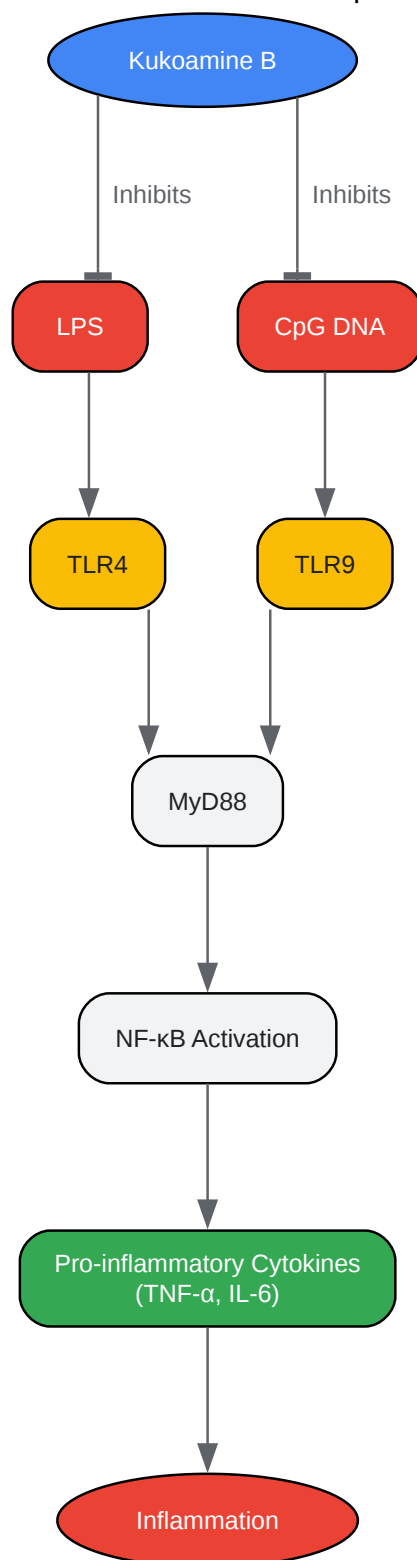 Kukoamine B
Inhibits
Inhibits
LPS
CpG DNA
TLR4
TLR9
MyD88
NF-κB Activation
Pro-inflammatory Cytokines
(TNF-α, IL-6)
Inflammation